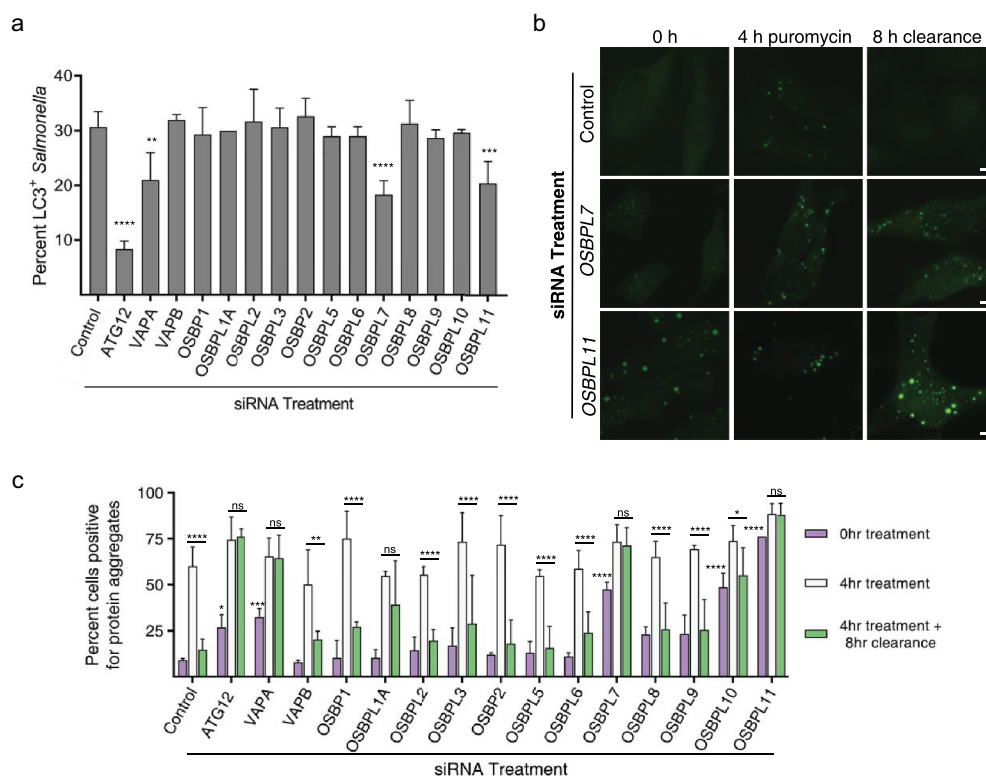 a
Percent LC3+ Salmonella
40
30
20
10
**** ** **** ***
Control ATG12 VAPA VAPB OSBP1 OSBPL1A OSBPL2 OSBPL3 OSBP2 OSBPL5 OSBPL6 OSBPL7 OSBPL8 OSBPL9 OSBPL10 OSBPL11
siRNA Treatment
b
0 h 4 h puromycin 8 h clearance
siRNA Treatment
Control
OSBPL7
OSBPL11
c
Percent cells positive
for protein aggregates
100
75
50
25
**** * ns *** ns ** **** ns **** **** **** **** **** **** ns **** **** **** * **** ns
Control ATG12 VAPA VAPB OSBP1 OSBPL1A OSBPL2 OSBPL3 OSBP2 OSBPL5 OSBPL6 OSBPL7 OSBPL8 OSBPL9 OSBPL10 OSBPL11
siRNA Treatment
0hr treatment
4hr treatment
4hr treatment +
8hr clearance